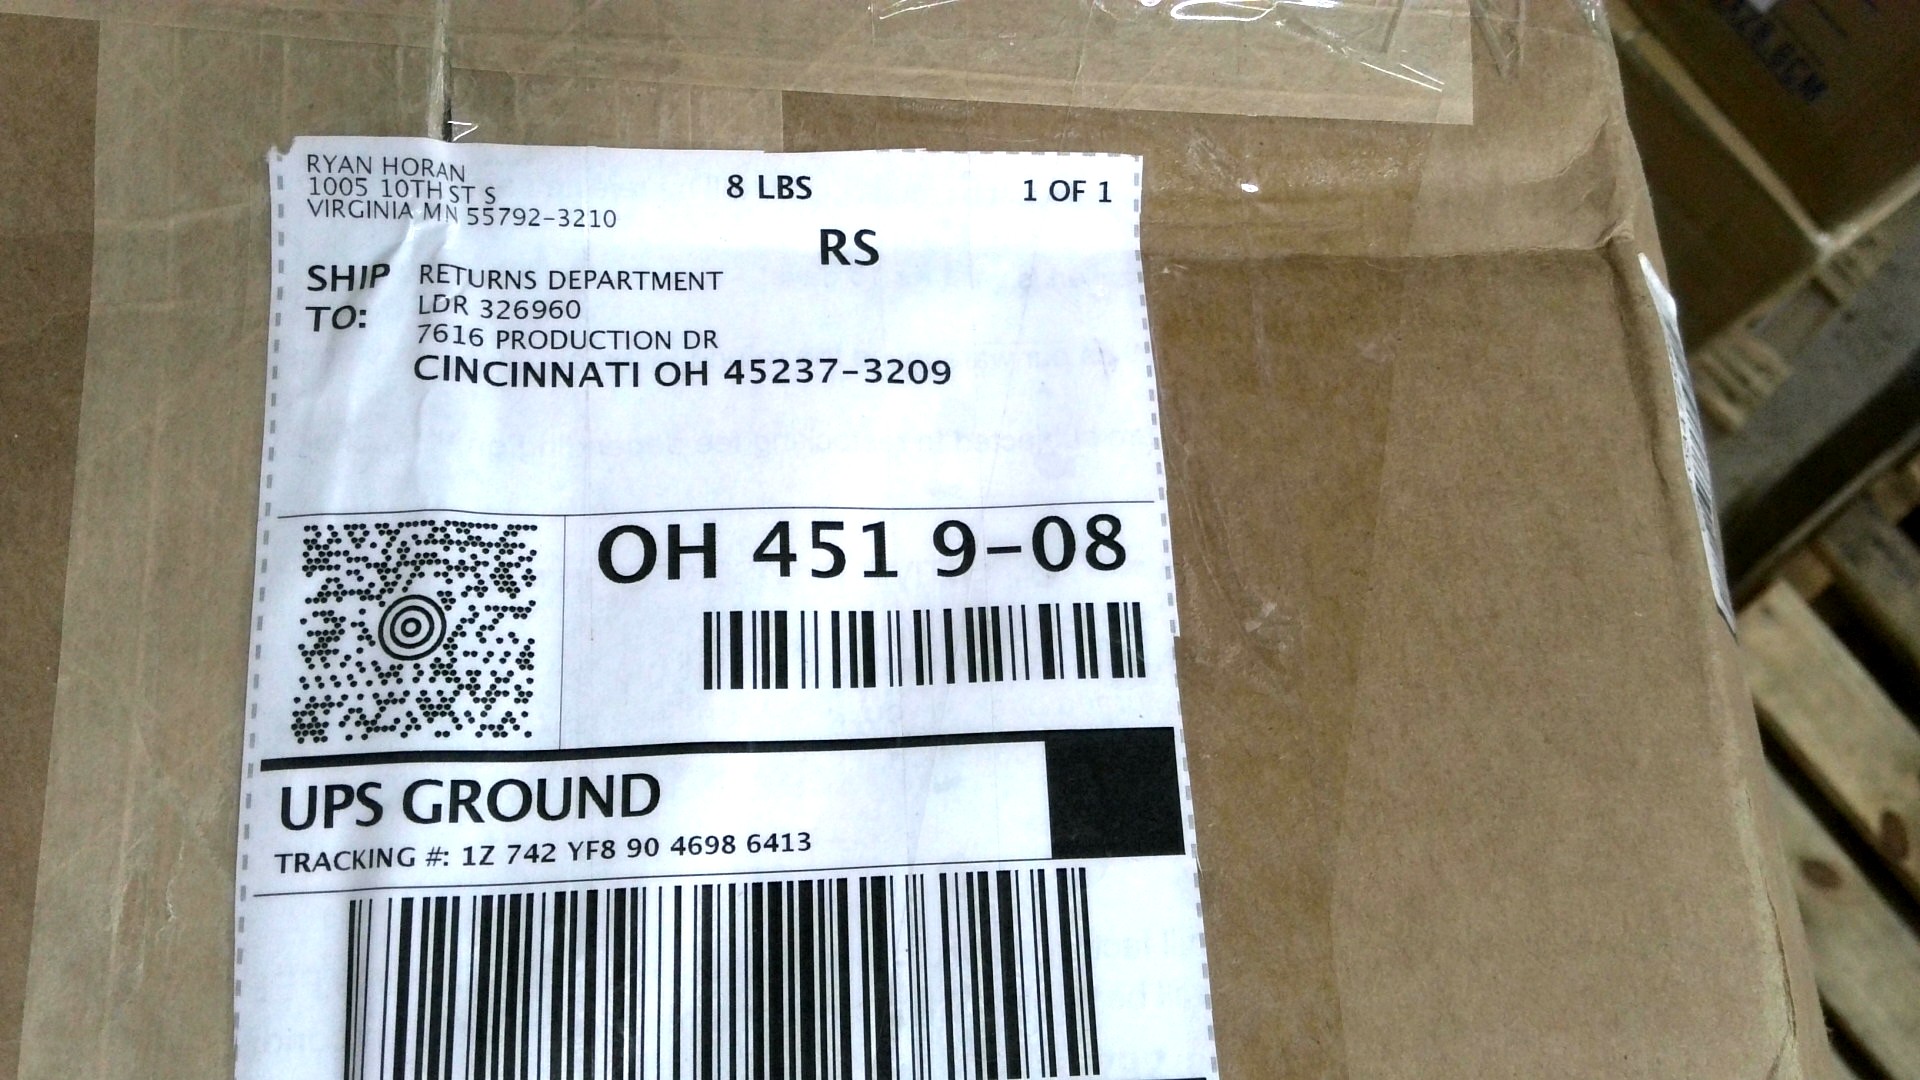 RYAN HORAN
1005 10TH ST S
VIRGINIA MN 55792-3210
8 LBS
1 OF 1
RS
SHIP TO:
RETURNS DEPARTMENT
LDR 326960
7616 PRODUCTION DR
CINCINNATI OH 45237-3209
OH 451 9-08
UPS GROUND
TRACKING #: 1Z 742 YF8 90 4698 6413